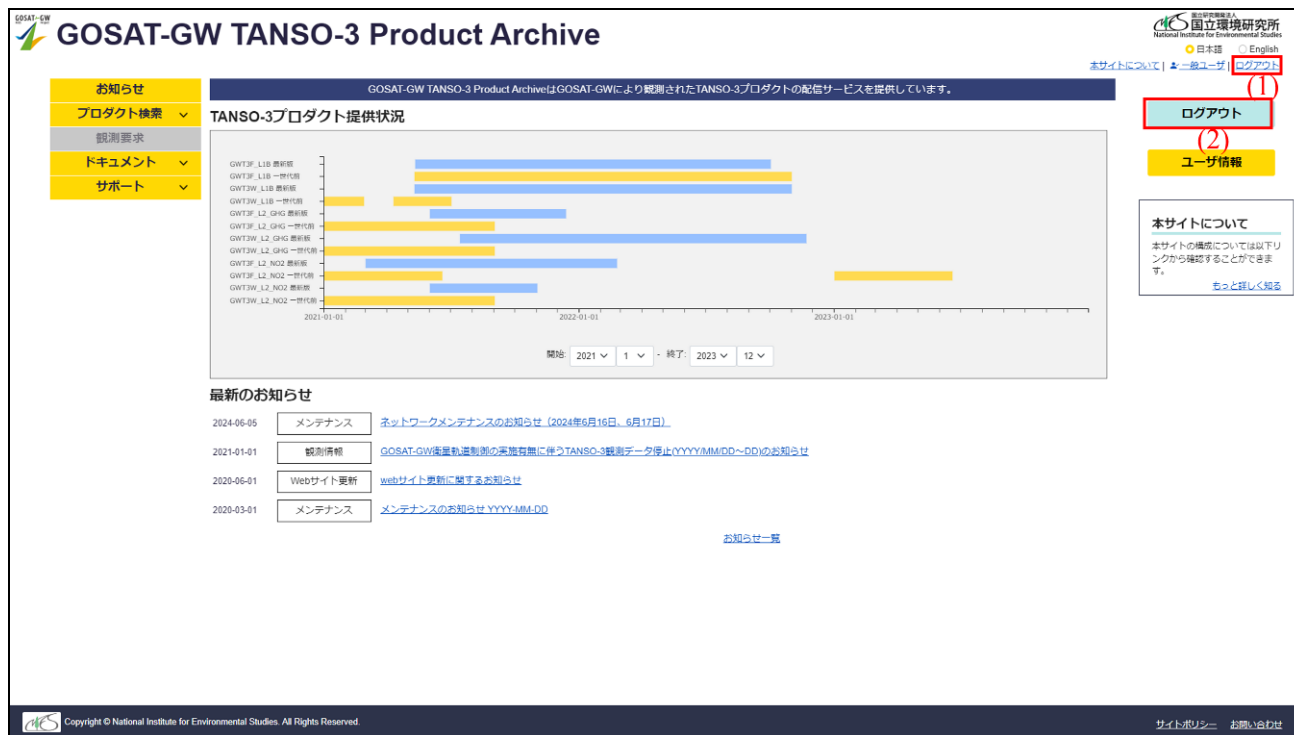 GOSAT-GW
GOSAT-GW TANSO-3 Product Archive
国立研究開発法人
国立環境研究所
National Institute for Environmental Studies
日本語 English
本サイトについて | 一般ユーザ | ログアウト
(1)
お知らせ
プロダクト検索
観測要求
ドキュメント
サポート
GOSAT-GW TANSO-3 Product ArchiveはGOSAT-GWにより観測されたTANSO-3プロダクトの配信サービスを提供しています。
TANSO-3プロダクト提供状況
GWT3F_L1B 最新版
GWT3F_L1B 一世代前
GWT3W_L1B 最新版
GWT3W_L1B 一世代前
GWT3F_L2_GHG 最新版
GWT3F_L2_GHG 一世代前
GWT3W_L2_GHG 最新版
GWT3W_L2_GHG 一世代前
GWT3F_L2_NO2 最新版
GWT3F_L2_NO2 一世代前
GWT3W_L2_NO2 最新版
GWT3W_L2_NO2 一世代前
2021-01-01 2022-01-01 2023-01-01
開始: 2021 1 - 終了: 2023 12
最新のお知らせ
2024-06-05 メンテナンス ネットワークメンテナンスのお知らせ（2024年6月16日、6月17日）
2021-01-01 観測情報 GOSAT-GW衛星軌道制御の実施有無に伴うTANSO-3観測データ停止(YYYY/MM/DD～DD)のお知らせ
2020-06-01 Webサイト更新 webサイト更新に関するお知らせ
2020-03-01 メンテナンス メンテナンスのお知らせ YYYY-MM-DD
お知らせ一覧
ログアウト
(2)
ユーザ情報
本サイトについて
本サイトの構成については以下リ
ンクから確認することができま
す。
もっと詳しく知る
NIES
Copyright © National Institute for Environmental Studies. All Rights Reserved.
サイトポリシー お問い合わせ